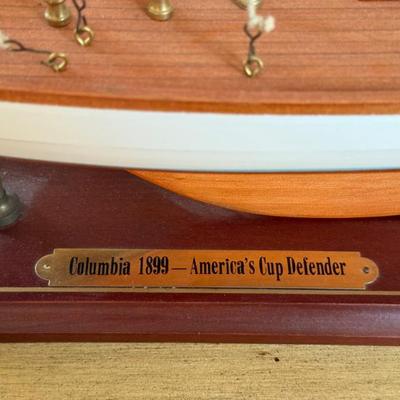 Columbia 1899 — America's Cup Defender